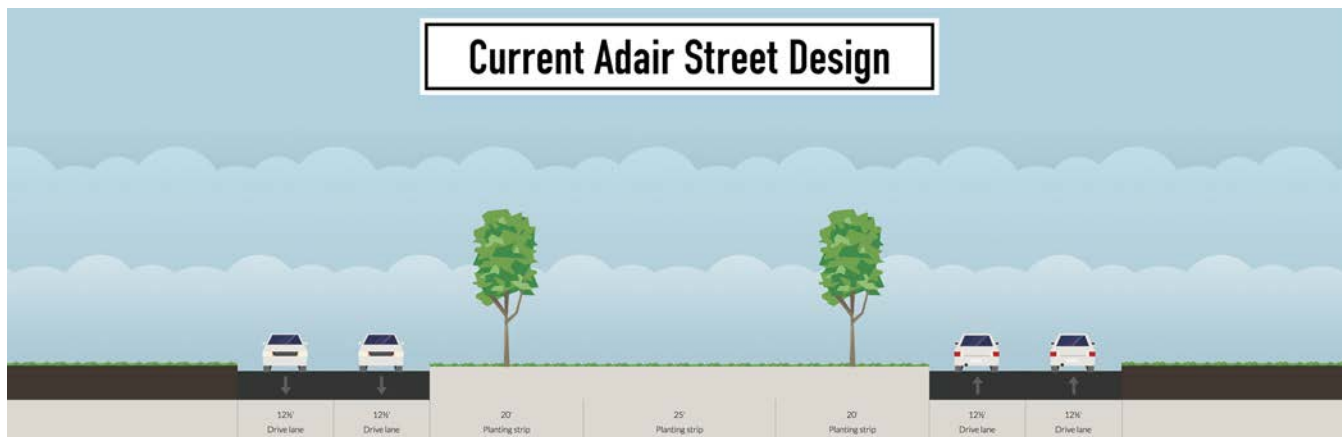 Current Adair Street Design
12½' 12½' 20' 25' 20' 12½' 12½'
Drive lane Drive lane Planting strip Planting strip Planting strip Drive lane Drive lane